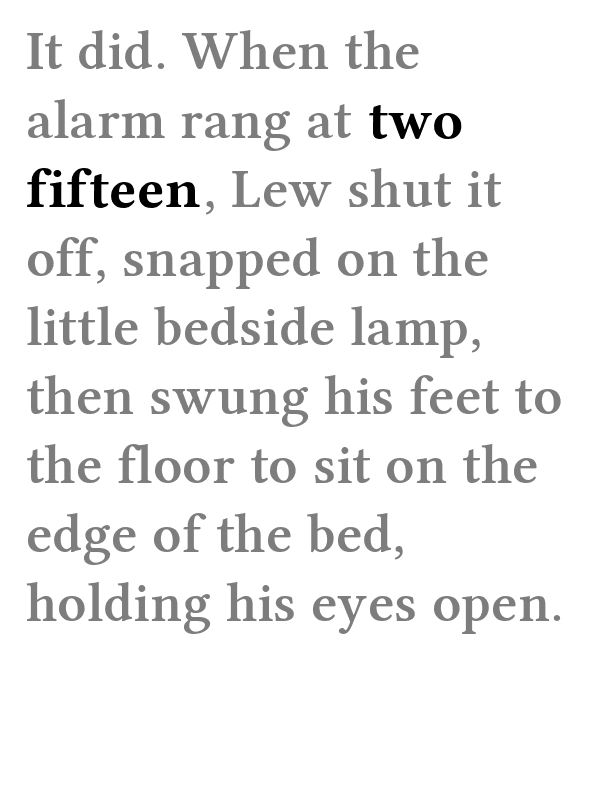 It did. When the
alarm rang at two
fifteen, Lew shut it
off, snapped on the
little bedside lamp,
then swung his feet to
the floor to sit on the
edge of the bed,
holding his eyes open.